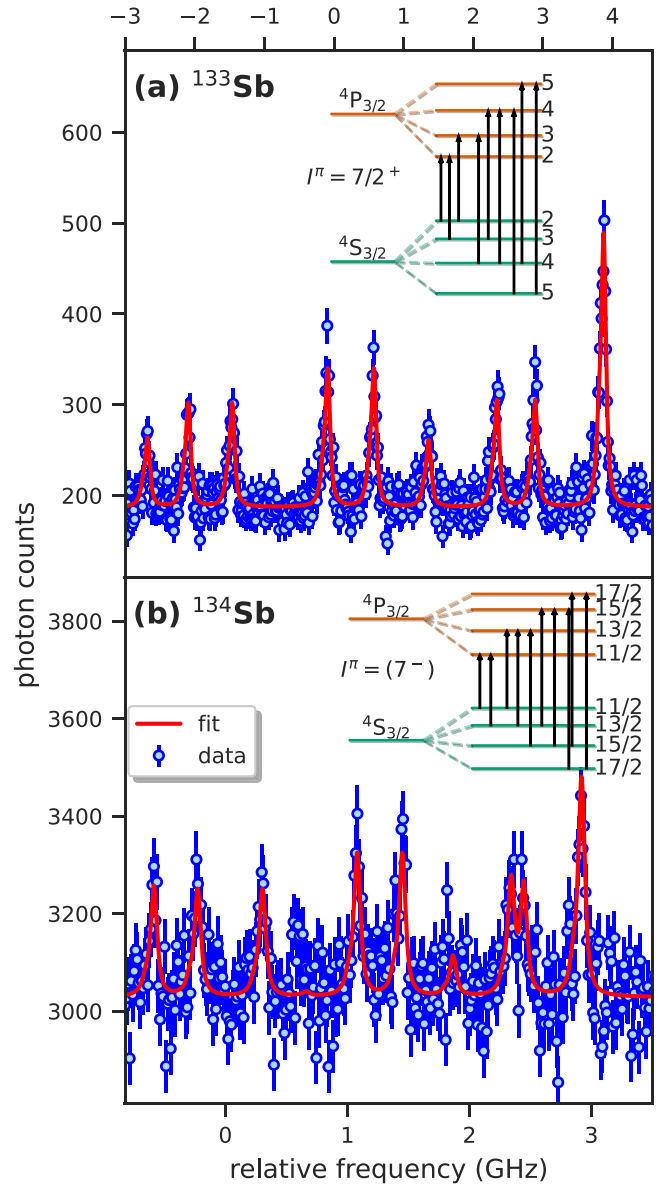 −3 −2 −1 0 1 2 3 4
(a) ¹³³Sb
⁴P₃/₂
5
4
3
2
Iπ = 7/2⁺
⁴S₃/₂
2
3
4
5
600
500
400
300
200
photon counts
(b) ¹³⁴Sb
⁴P₃/₂
17/2
15/2
13/2
11/2
Iπ = (7⁻)
⁴S₃/₂
11/2
13/2
15/2
17/2
fit
data
3800
3600
3400
3200
3000
0 1 2 3
relative frequency (GHz)